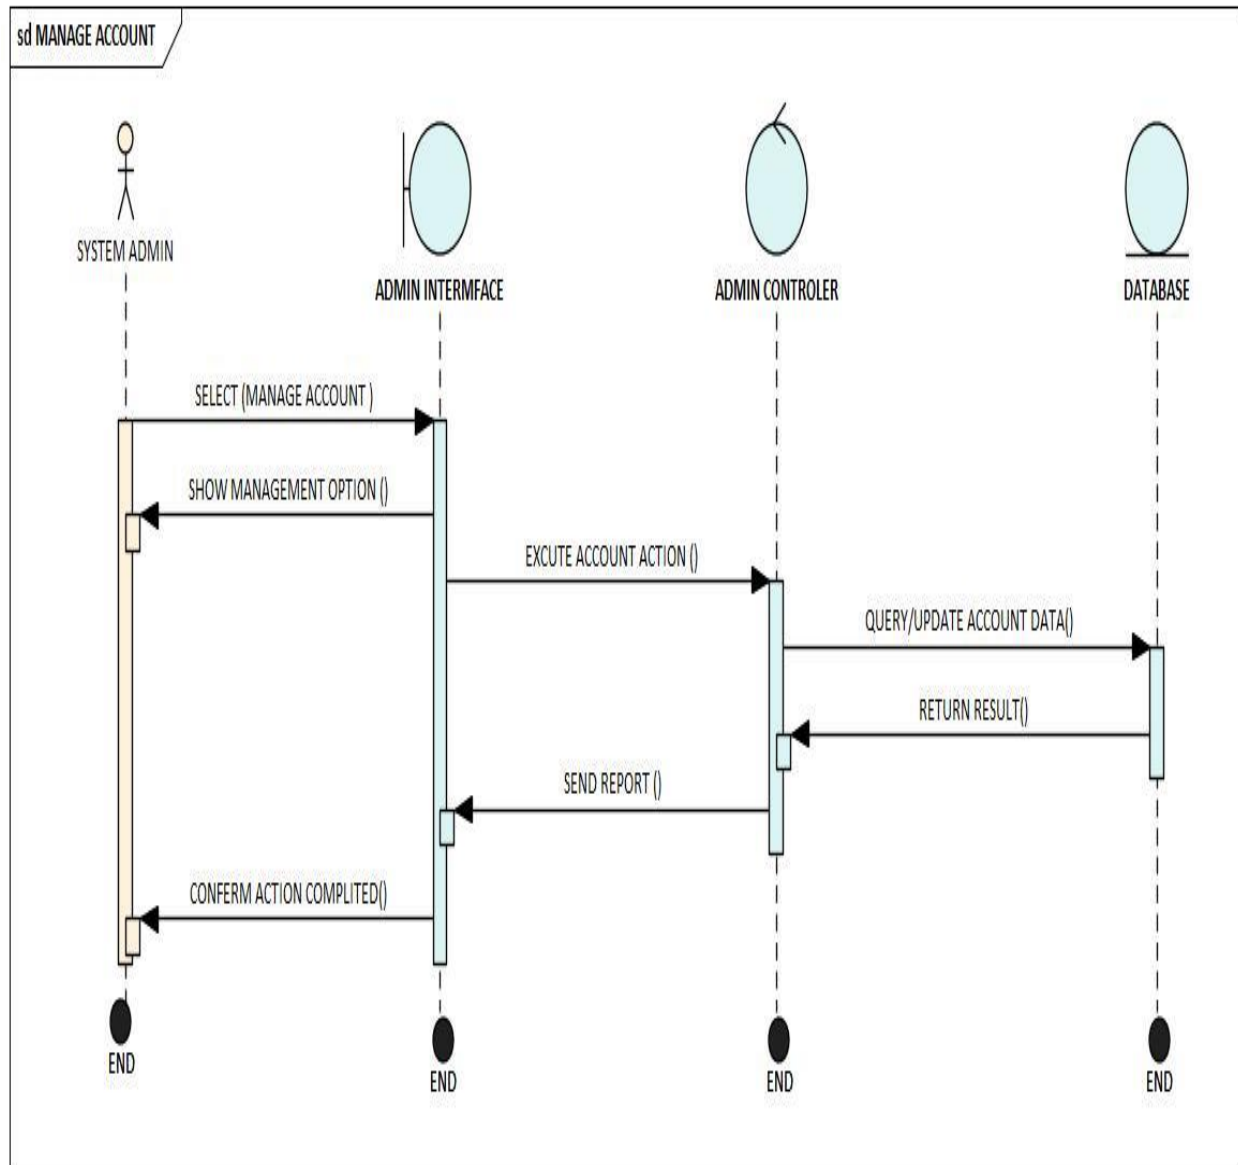 sd MANAGE ACCOUNT
SYSTEM ADMIN
ADMIN INTERMFACE
ADMIN CONTROLER
DATABASE
SELECT (MANAGE ACCOUNT )
SHOW MANAGEMENT OPTION ()
EXCUTE ACCOUNT ACTION ()
QUERY/UPDATE ACCOUNT DATA()
RETURN RESULT()
SEND REPORT ()
CONFERM ACTION COMPLITED()
END
END
END
END